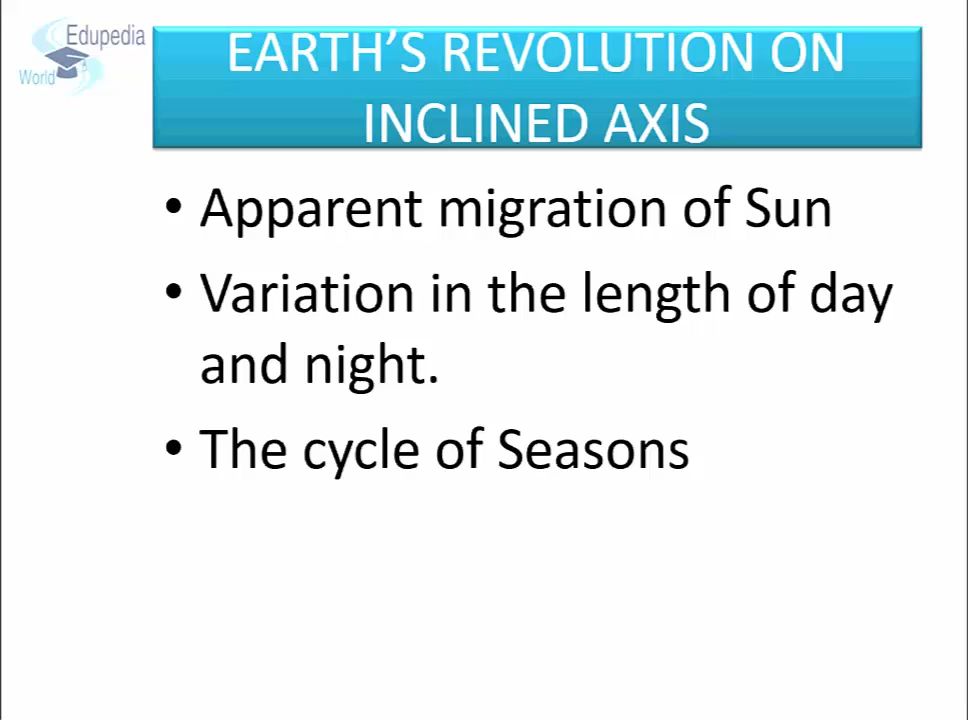 Edupedia
World
EARTH'S REVOLUTION ON
INCLINED AXIS
• Apparent migration of Sun
• Variation in the length of day
and night.
• The cycle of Seasons